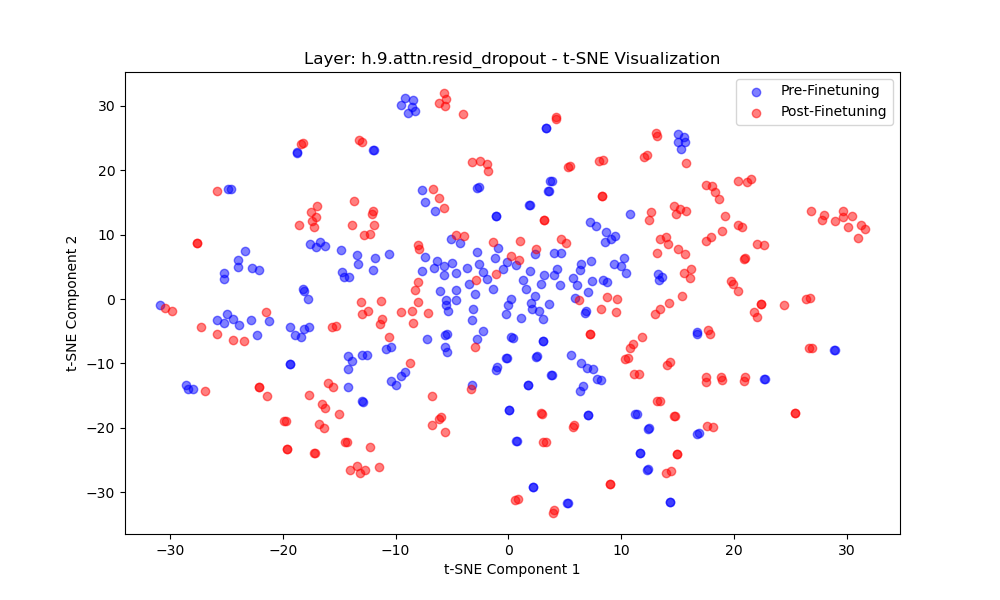 Layer: h.9.attn.resid_dropout - t-SNE Visualization
Pre-Finetuning
Post-Finetuning
t-SNE Component 2
30
20
10
0
−10
−20
−30
−30
−20
−10
0
10
20
30
t-SNE Component 1